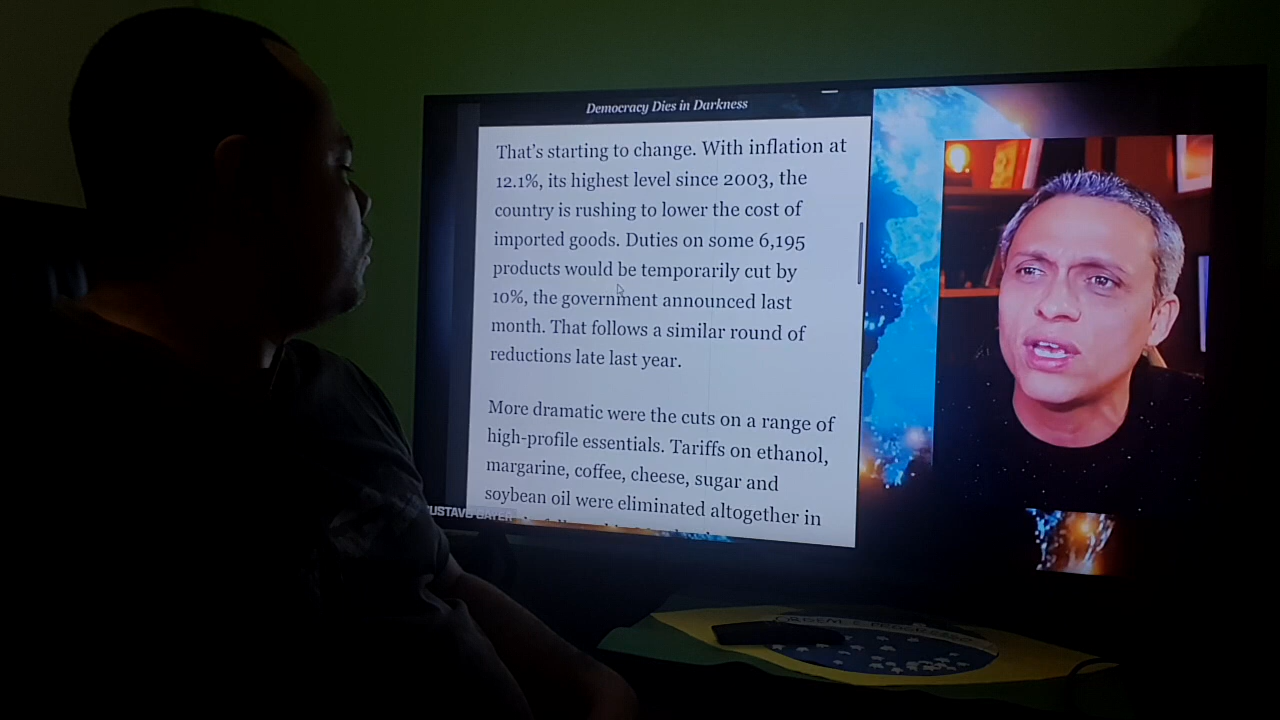 Democracy Dies in Darkness
That's starting to change. With inflation at
12.1%, its highest level since 2003, the
country is rushing to lower the cost of
imported goods. Duties on some 6,195
products would be temporarily cut by
10%, the government announced last
month. That follows a similar round of
reductions late last year.
More dramatic were the cuts on a range of
high-profile essentials. Tariffs on ethanol,
margarine, coffee, cheese, sugar and
soybean oil were eliminated altogether in
ORDEM E PROGRESSO